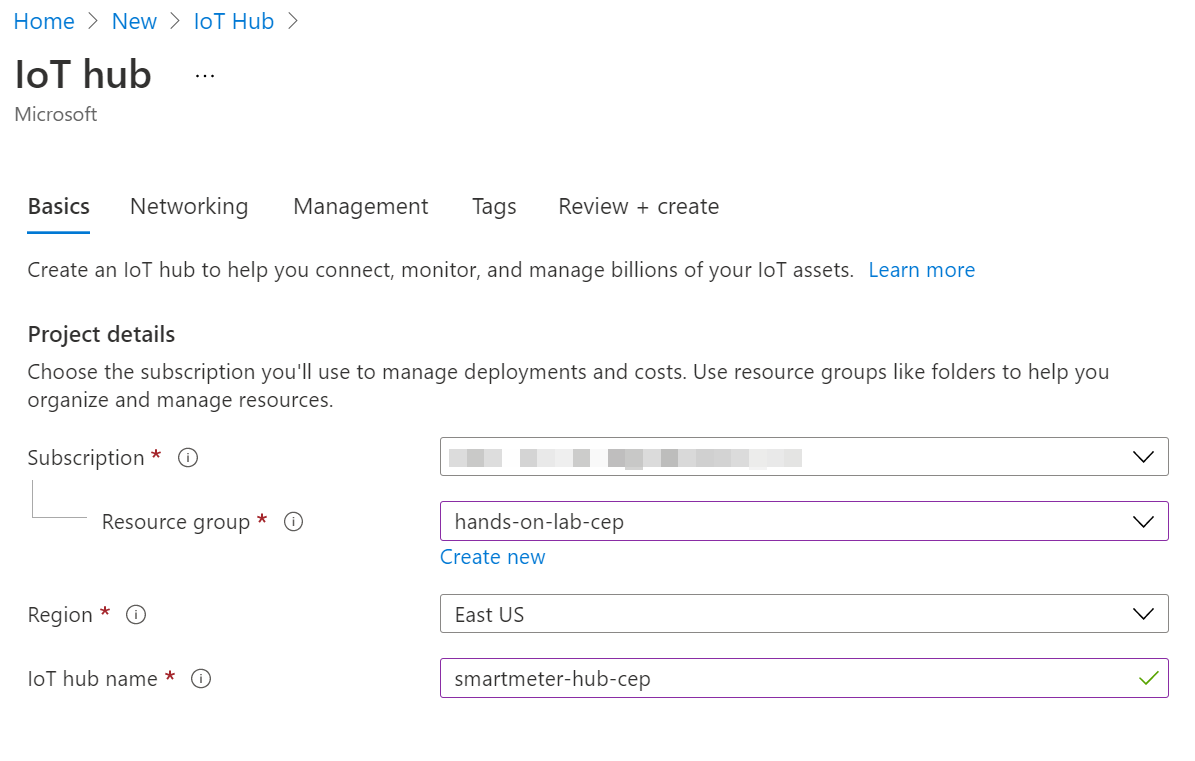 Home > New > IoT Hub >
IoT hub ...
Microsoft
Basics Networking Management Tags Review + create
Create an IoT hub to help you connect, monitor, and manage billions of your IoT assets. Learn more
Project details
Choose the subscription you'll use to manage deployments and costs. Use resource groups like folders to help you
organize and manage resources.
Subscription *
Resource group * hands-on-lab-cep
Create new
Region * East US
IoT hub name * smartmeter-hub-cep